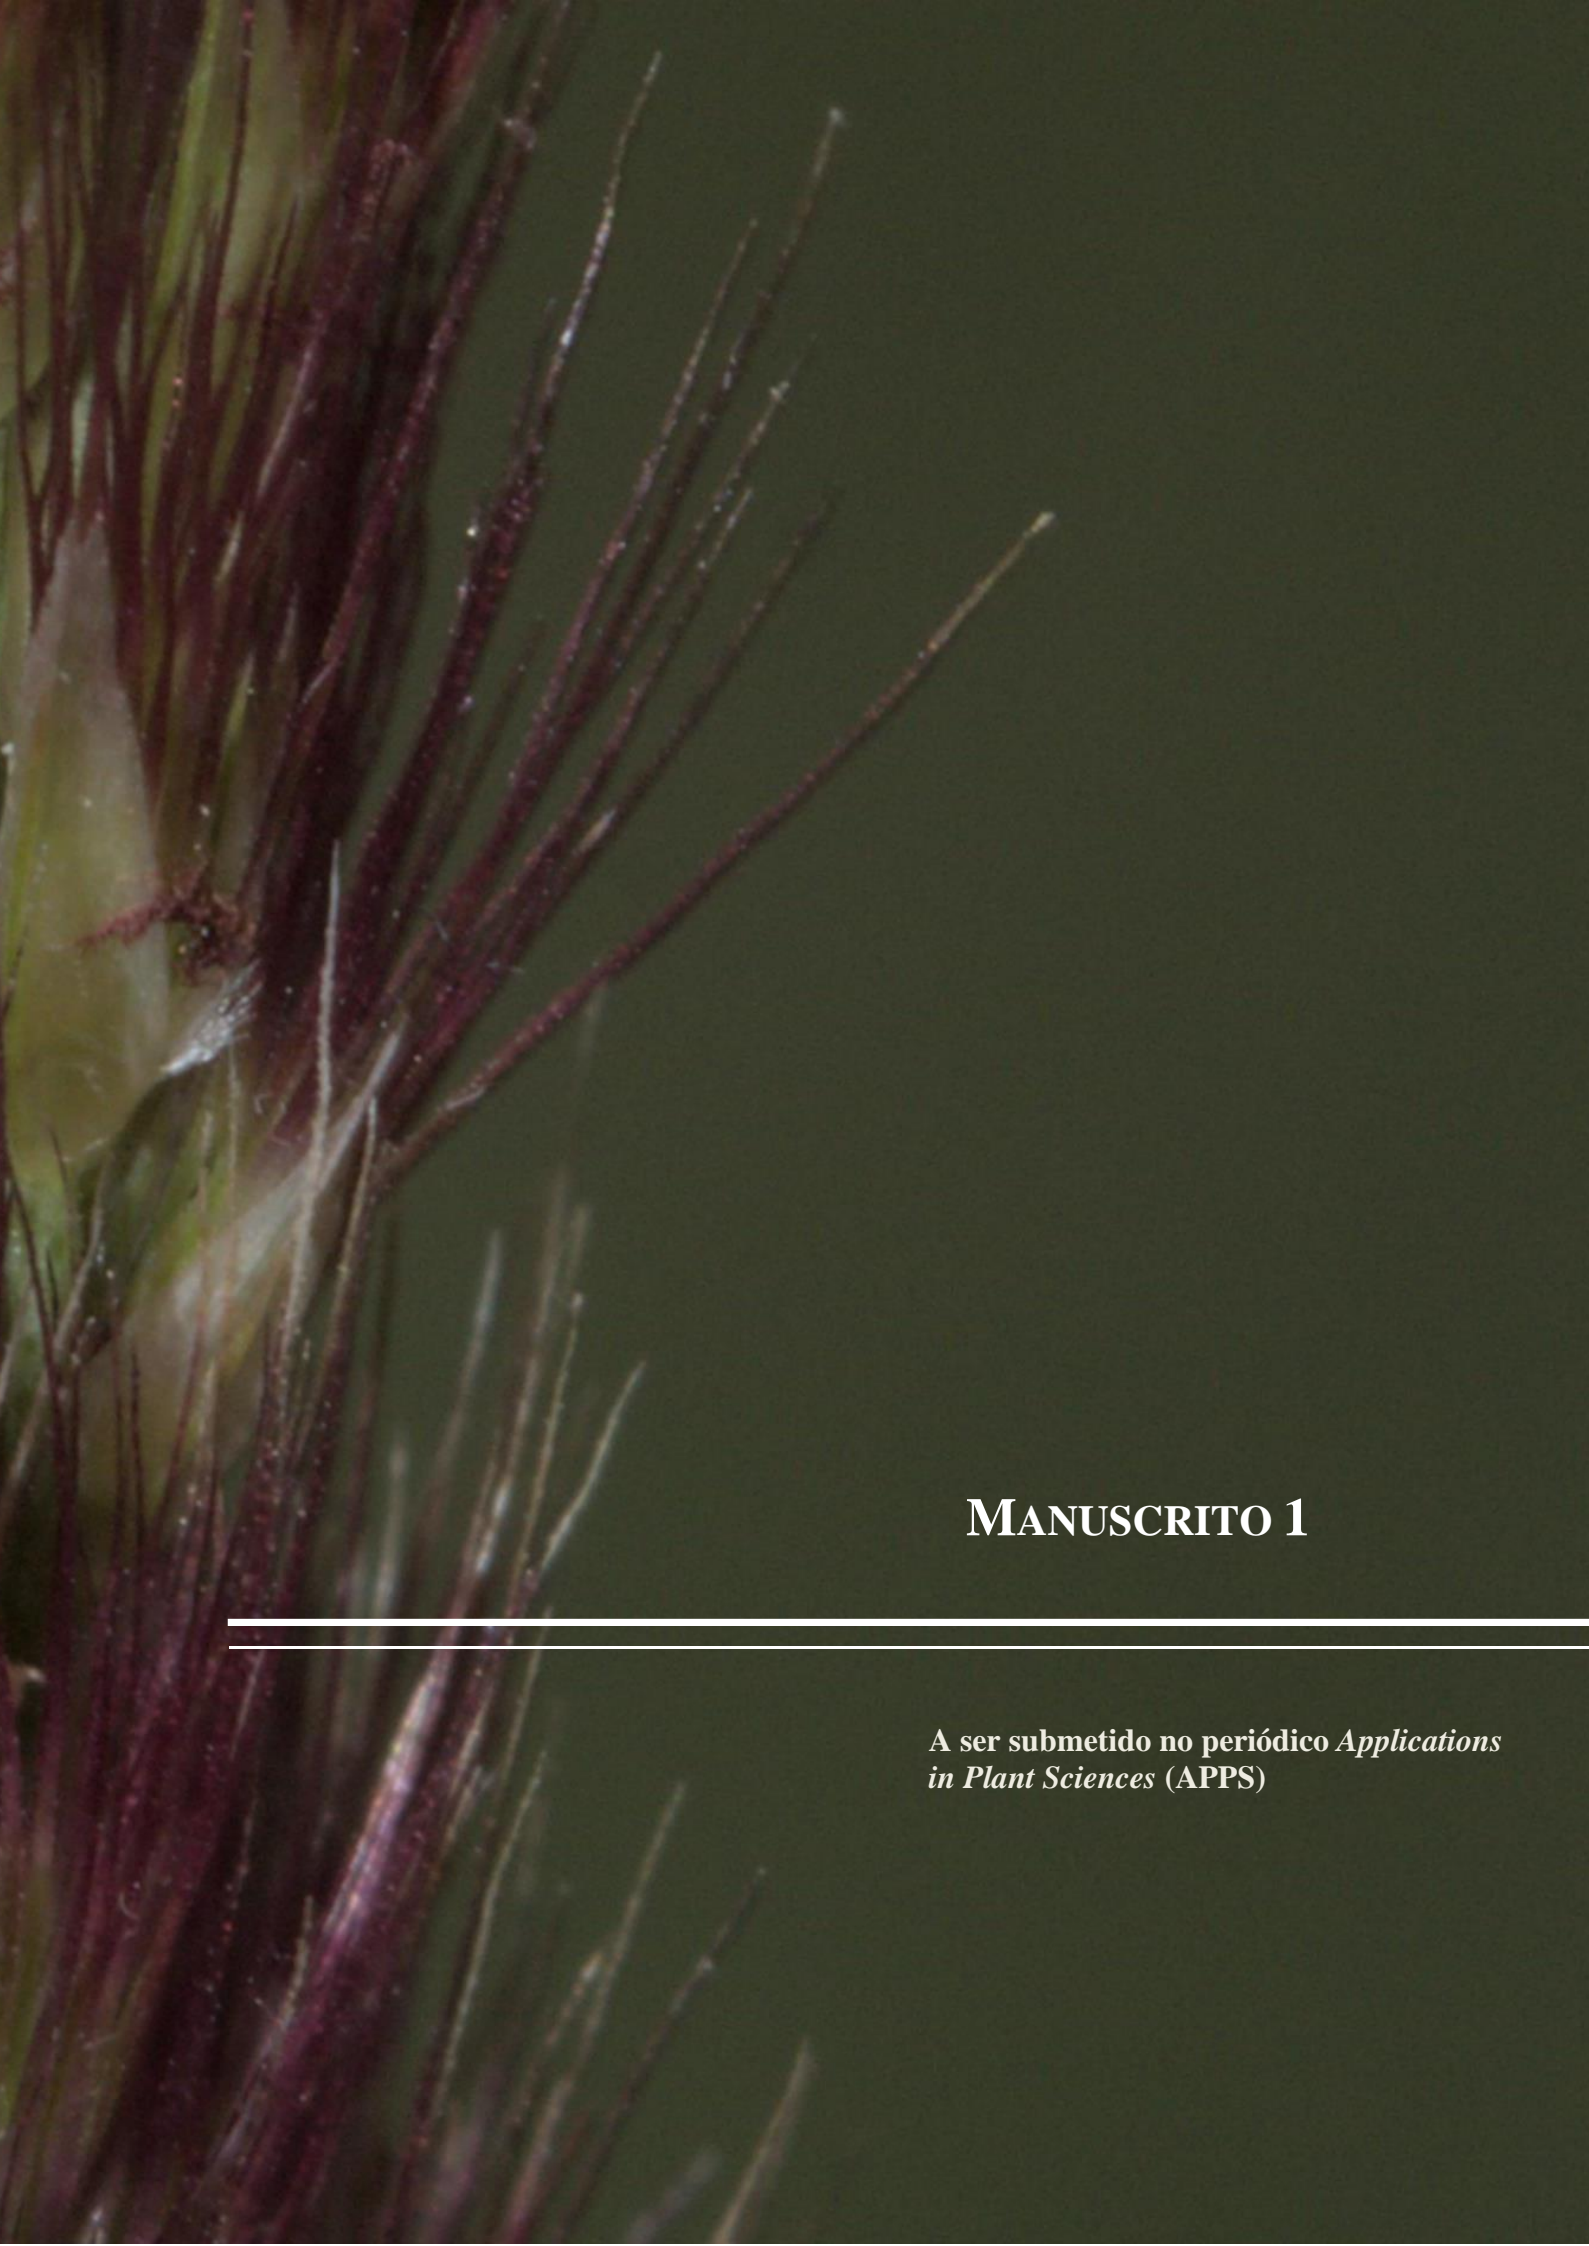 MANUSCRITO 1
A ser submetido no periódico Applications
in Plant Sciences (APPS)